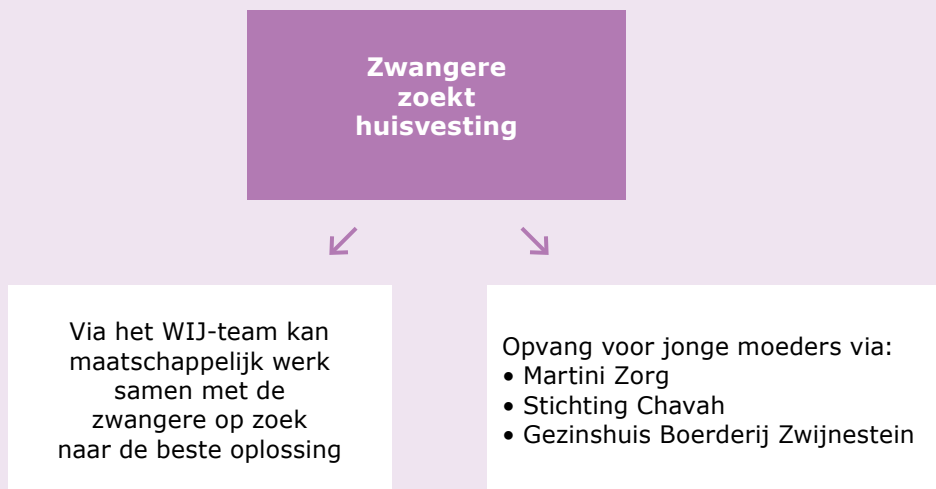 Zwangere
zoekt
huisvesting
Via het WIJ-team kan
maatschappelijk werk
samen met de
zwangere op zoek
naar de beste oplossing
Opvang voor jonge moeders via:
• Martini Zorg
• Stichting Chavah
• Gezinshuis Boerderij Zwijnestein